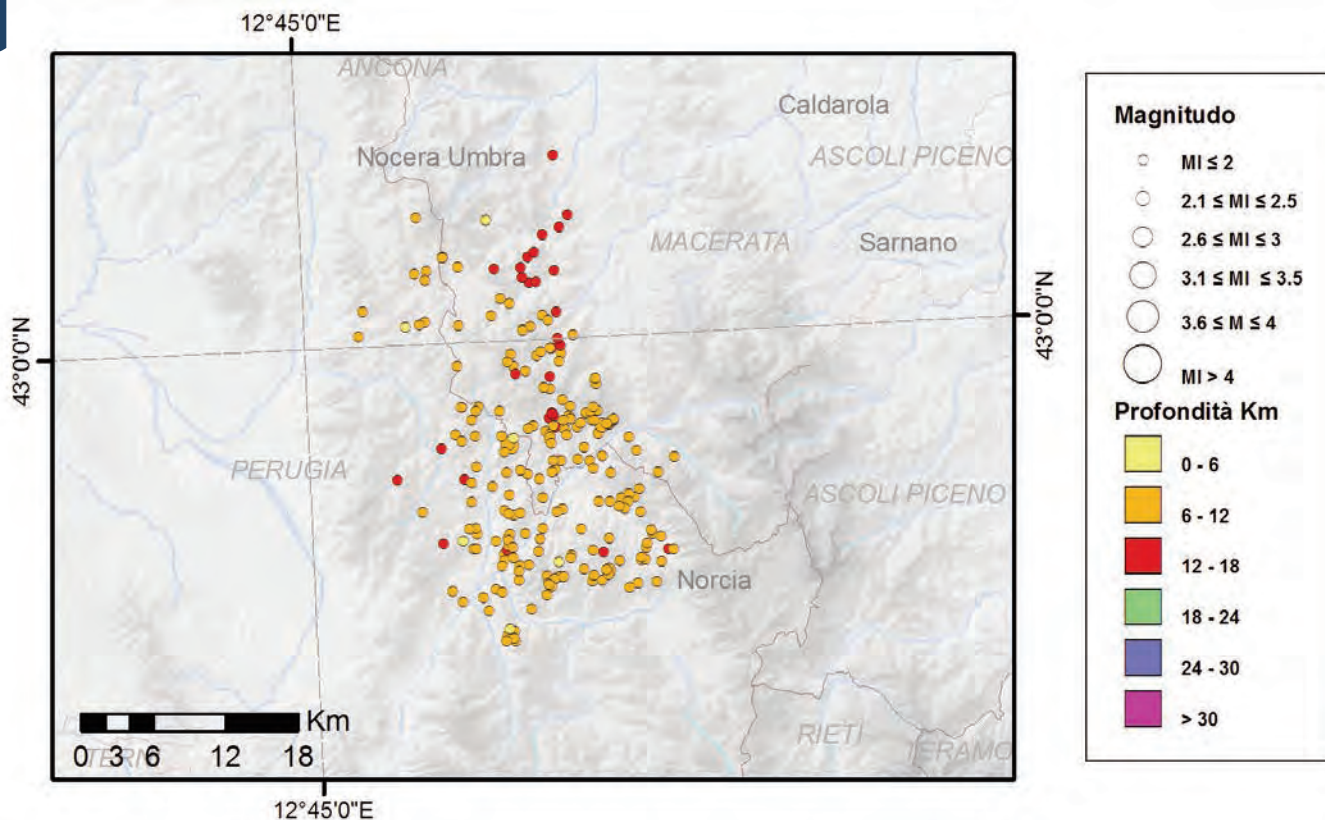 12°45'0"E
ANCONA
Caldarola
Nocera Umbra
ASCOLI PICENO
MACERATA
Sarnano
43°0'0"N
43°0'0"N
PERUGIA
ASCOLI PICENO
Norcia
RIETI
TERAMO
Km
0 3 6 12 18
12°45'0"E
Magnitudo
Ml ≤ 2
2.1 ≤ Ml ≤ 2.5
2.6 ≤ Ml ≤ 3
3.1 ≤ Ml ≤ 3.5
3.6 ≤ M ≤ 4
Ml > 4
Profondità Km
0 - 6
6 - 12
12 - 18
18 - 24
24 - 30
> 30